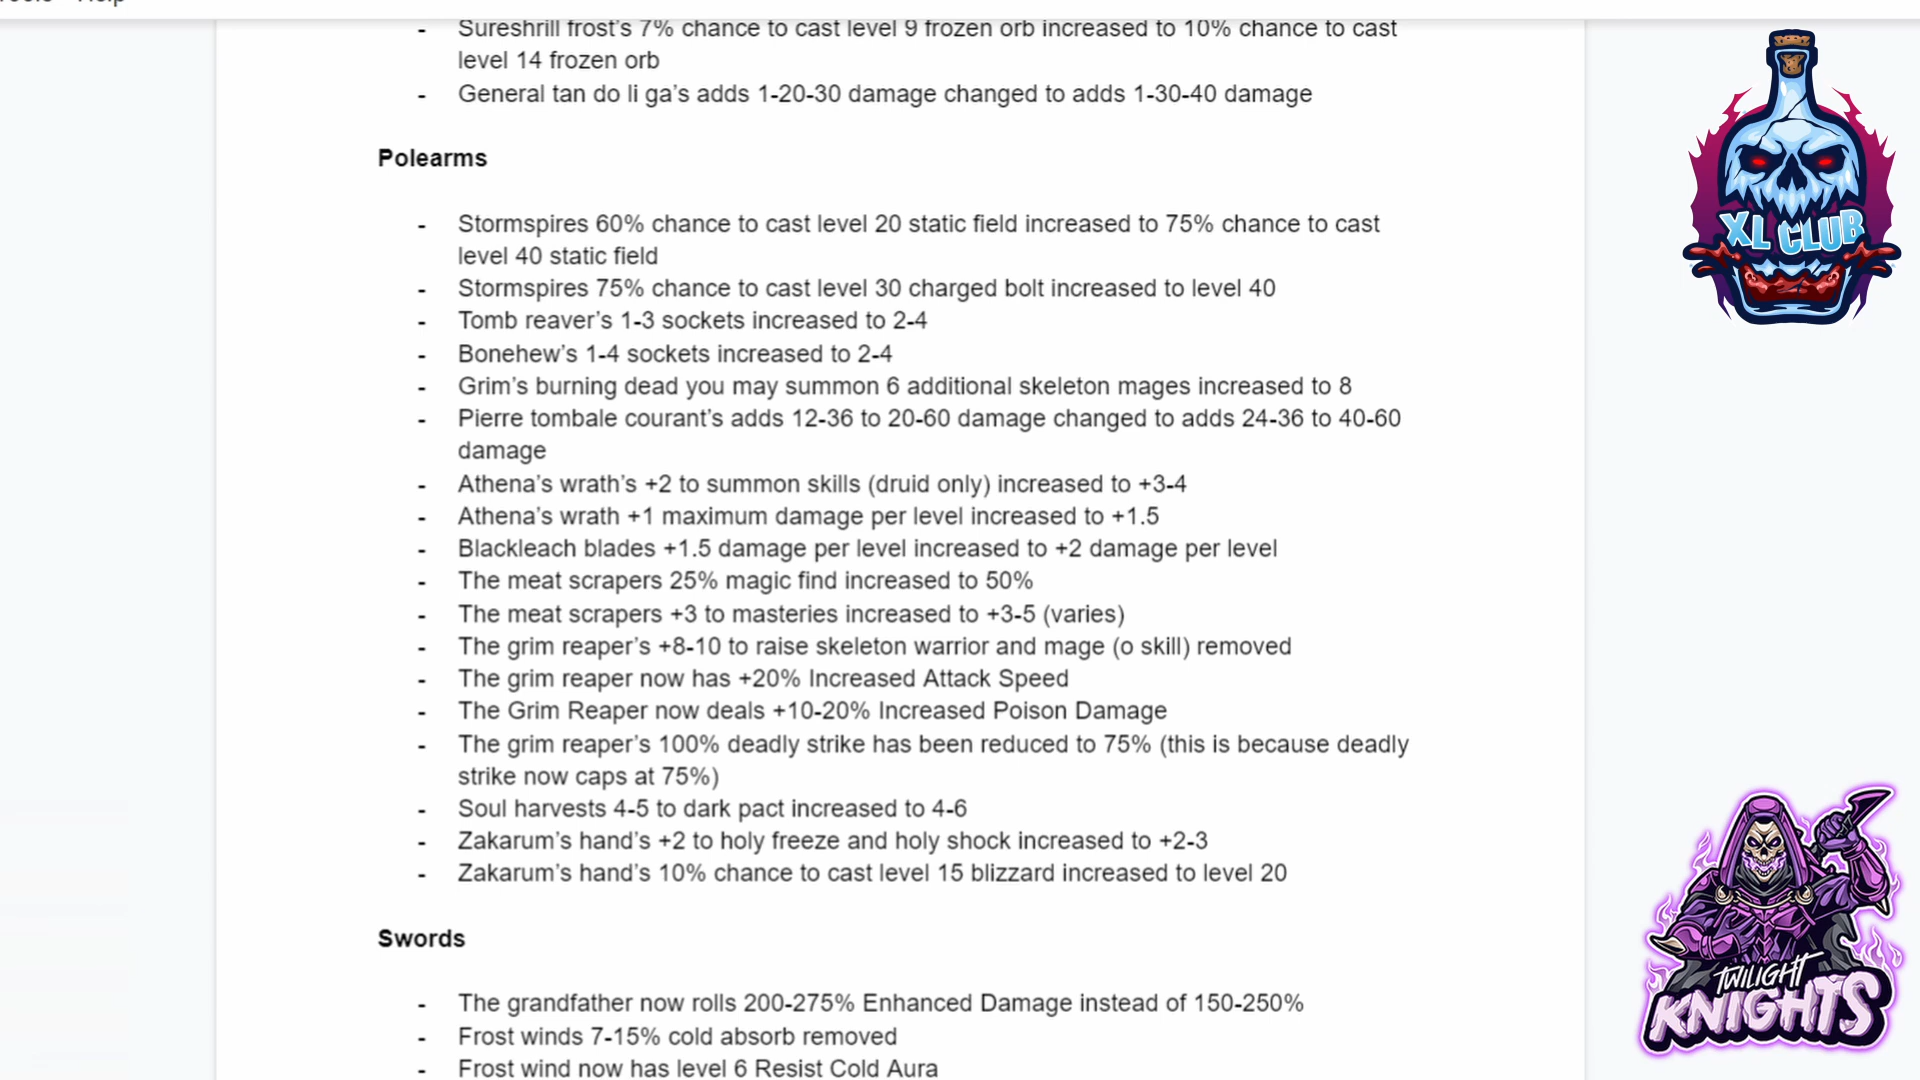 Sureshrill frost's 7% chance to cast level 9 frozen orb increased to 10% chance to cast
level 14 frozen orb
- General tan do li ga's adds 1-20-30 damage changed to adds 1-30-40 damage
Polearms
- Stormspires 60% chance to cast level 20 static field increased to 75% chance to cast
level 40 static field
- Stormspires 75% chance to cast level 30 charged bolt increased to level 40
- Tomb reaver's 1-3 sockets increased to 2-4
- Bonehew's 1-4 sockets increased to 2-4
- Grim's burning dead you may summon 6 additional skeleton mages increased to 8
- Pierre tombale courant's adds 12-36 to 20-60 damage changed to adds 24-36 to 40-60
damage
- Athena's wrath's +2 to summon skills (druid only) increased to +3-4
- Athena's wrath +1 maximum damage per level increased to +1.5
- Blackleach blades +1.5 damage per level increased to +2 damage per level
- The meat scrapers 25% magic find increased to 50%
- The meat scrapers +3 to masteries increased to +3-5 (varies)
- The grim reaper's +8-10 to raise skeleton warrior and mage (o skill) removed
- The grim reaper now has +20% Increased Attack Speed
- The Grim Reaper now deals +10-20% Increased Poison Damage
- The grim reaper's 100% deadly strike has been reduced to 75% (this is because deadly
strike now caps at 75%)
- Soul harvests 4-5 to dark pact increased to 4-6
- Zakarum's hand's +2 to holy freeze and holy shock increased to +2-3
- Zakarum's hand's 10% chance to cast level 15 blizzard increased to level 20
Swords
- The grandfather now rolls 200-275% Enhanced Damage instead of 150-250%
- Frost winds 7-15% cold absorb removed
- Frost wind now has level 6 Resist Cold Aura
XL CLUB
TWILIGHT
KNIGHTS